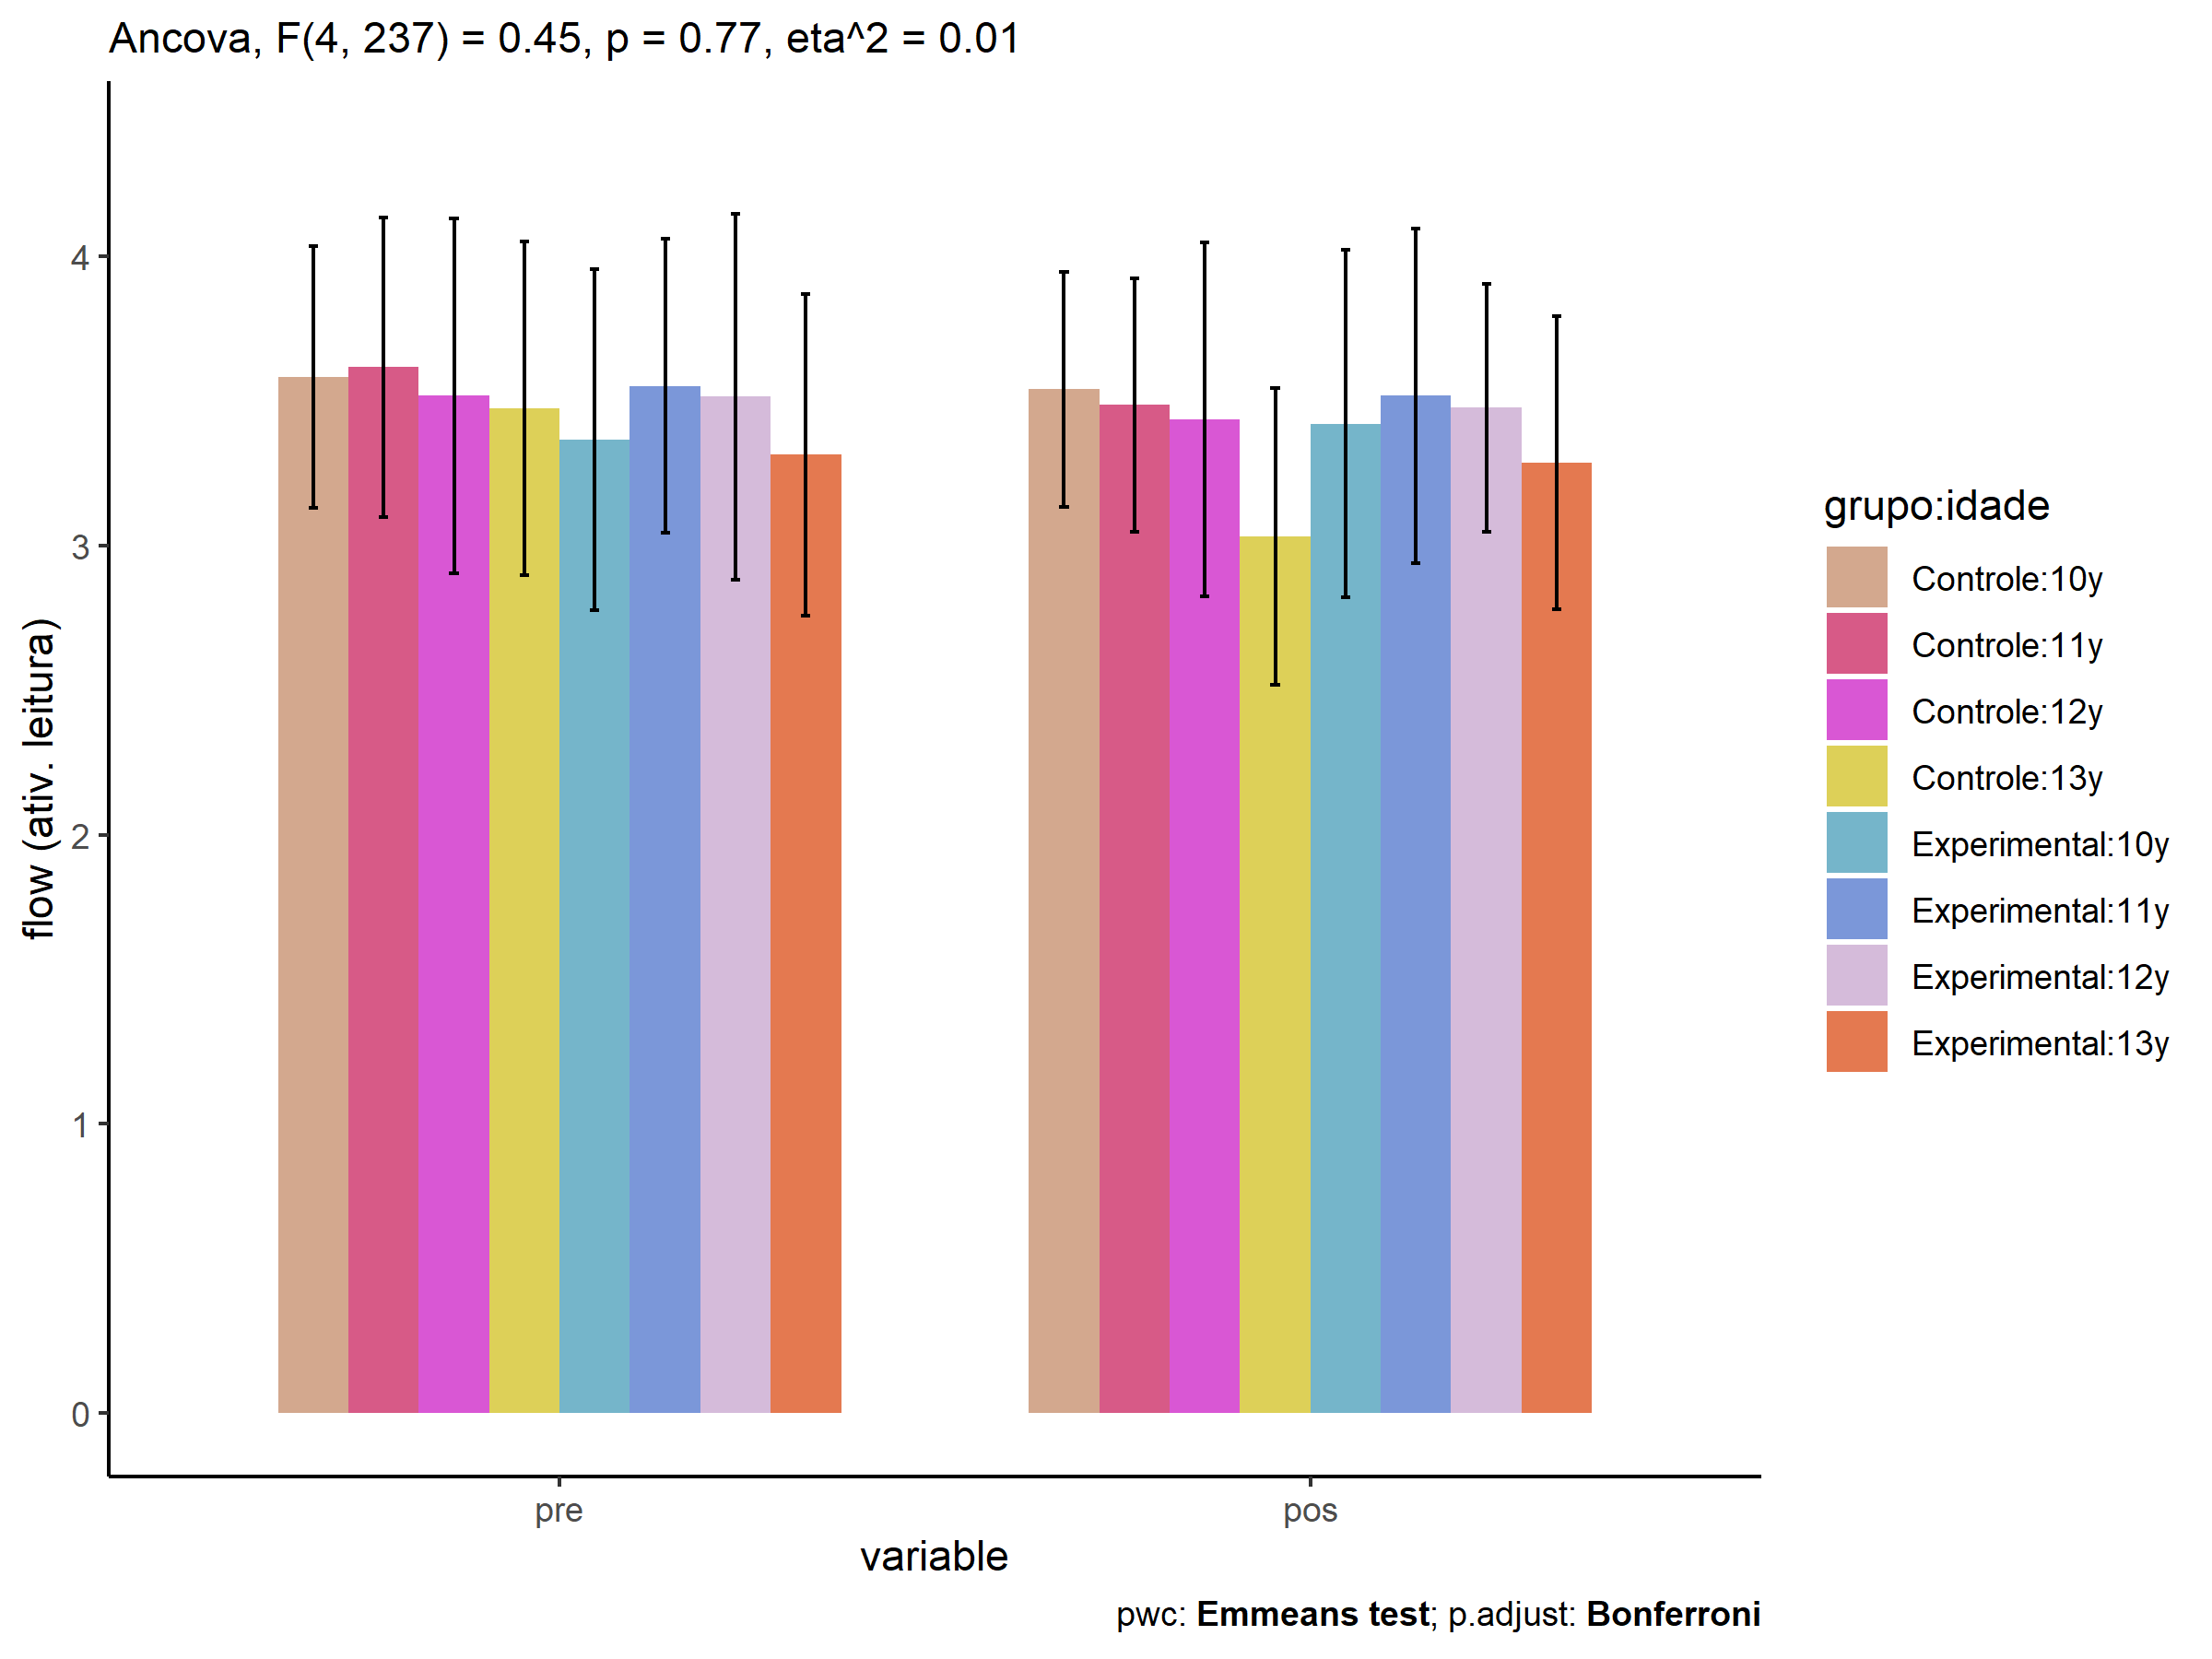 Ancova, F(4, 237) = 0.45, p = 0.77, eta^2 = 0.01
flow (ativ. leitura)
4
3
2
1
0
pre
pos
variable
grupo:idade
Controle:10y
Controle:11y
Controle:12y
Controle:13y
Experimental:10y
Experimental:11y
Experimental:12y
Experimental:13y
pwc: Emmeans test; p.adjust: Bonferroni